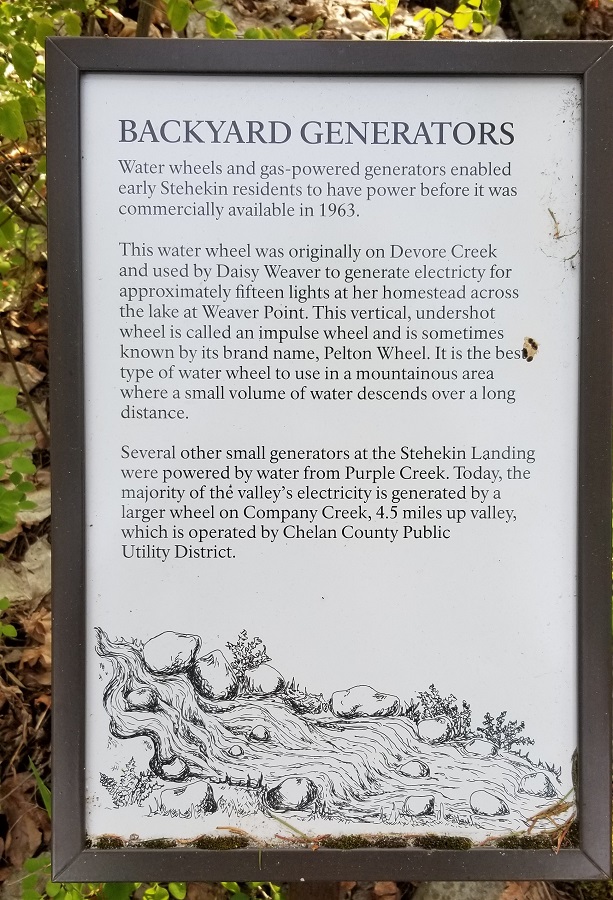 BACKYARD GENERATORS
Water wheels and gas-powered generators enabled
early Stehekin residents to have power before it was
commercially available in 1963.
This water wheel was originally on Devore Creek
and used by Daisy Weaver to generate electricty for
approximately fifteen lights at her homestead across
the lake at Weaver Point. This vertical, undershot
wheel is called an impulse wheel and is sometimes
known by its brand name, Pelton Wheel. It is the best
type of water wheel to use in a mountainous area
where a small volume of water descends over a long
distance.
Several other small generators at the Stehekin Landing
were powered by water from Purple Creek. Today, the
majority of the valley's electricity is generated by a
larger wheel on Company Creek, 4.5 miles up valley,
which is operated by Chelan County Public
Utility District.